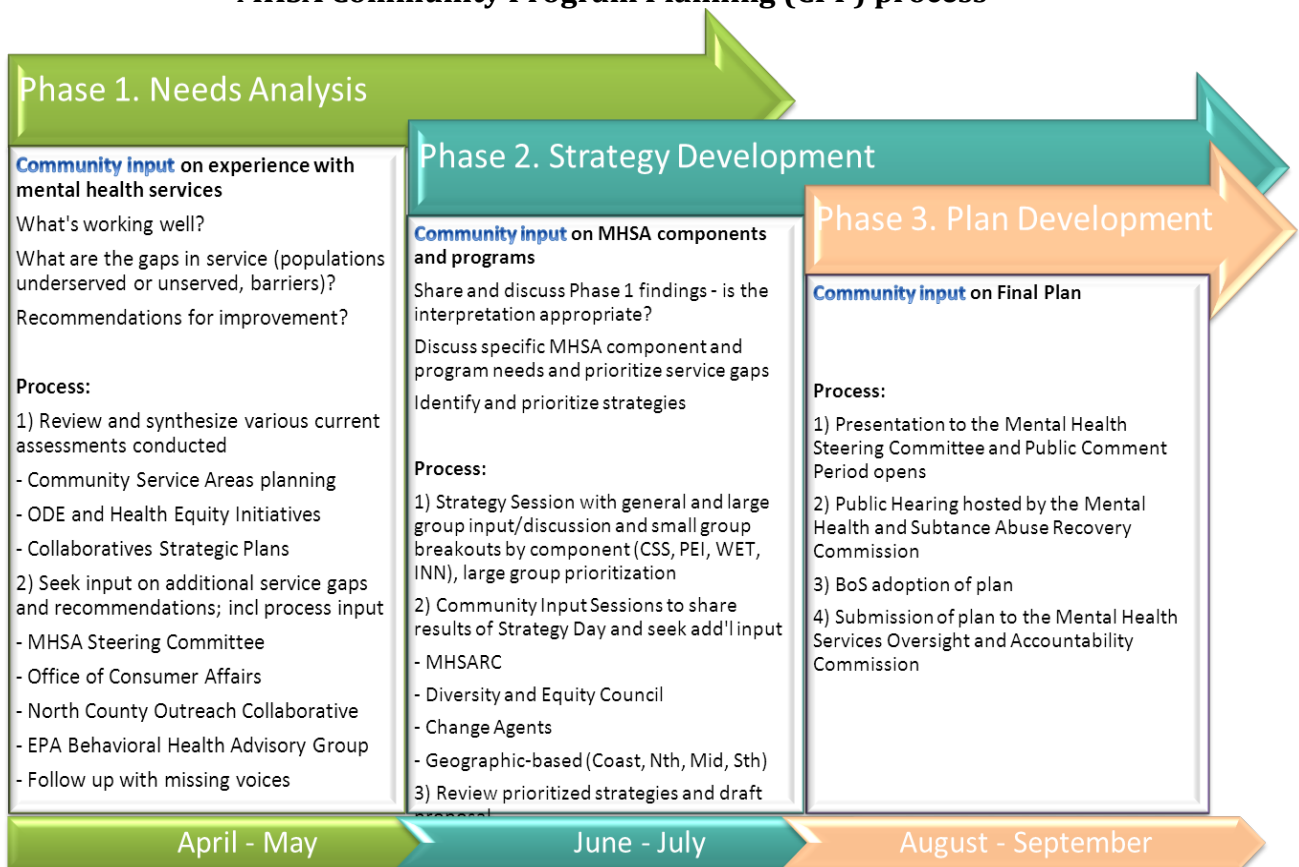 MHSA Community Program Planning (CPP) process
Phase 1. Needs Analysis
Community input on experience with
mental health services
What's working well?
What are the gaps in service (populations
underserved or unserved, barriers)?
Recommendations for improvement?
Process:
1) Review and synthesize various current
assessments conducted
- Community Service Areas planning
- ODE and Health Equity Initiatives
- Collaboratives Strategic Plans
2) Seek input on additional service gaps
and recommendations; incl process input
- MHSA Steering Committee
- Office of Consumer Affairs
- North County Outreach Collaborative
- EPA Behavioral Health Advisory Group
- Follow up with missing voices
April - May
Phase 2. Strategy Development
Community input on MHSA components
and programs
Share and discuss Phase 1 findings - is the
interpretation appropriate?
Discuss specific MHSA component and
program needs and prioritize service gaps
Identify and prioritize strategies
Process:
1) Strategy Session with general and large
group input/discussion and small group
breakouts by component (CSS, PEI, WET,
INN), large group prioritization
2) Community Input Sessions to share
results of Strategy Day and seek add'l input
- MHSARC
- Diversity and Equity Council
- Change Agents
- Geographic-based (Coast, Nth, Mid, Sth)
3) Review prioritized strategies and draft
proposal
June - July
Phase 3. Plan Development
Community input on Final Plan
Process:
1) Presentation to the Mental Health
Steering Committee and Public Comment
Period opens
2) Public Hearing hosted by the Mental
Health and Subtance Abuse Recovery
Commission
3) BoS adoption of plan
4) Submission of plan to the Mental Health
Services Oversight and Accountability
Commission
August - September